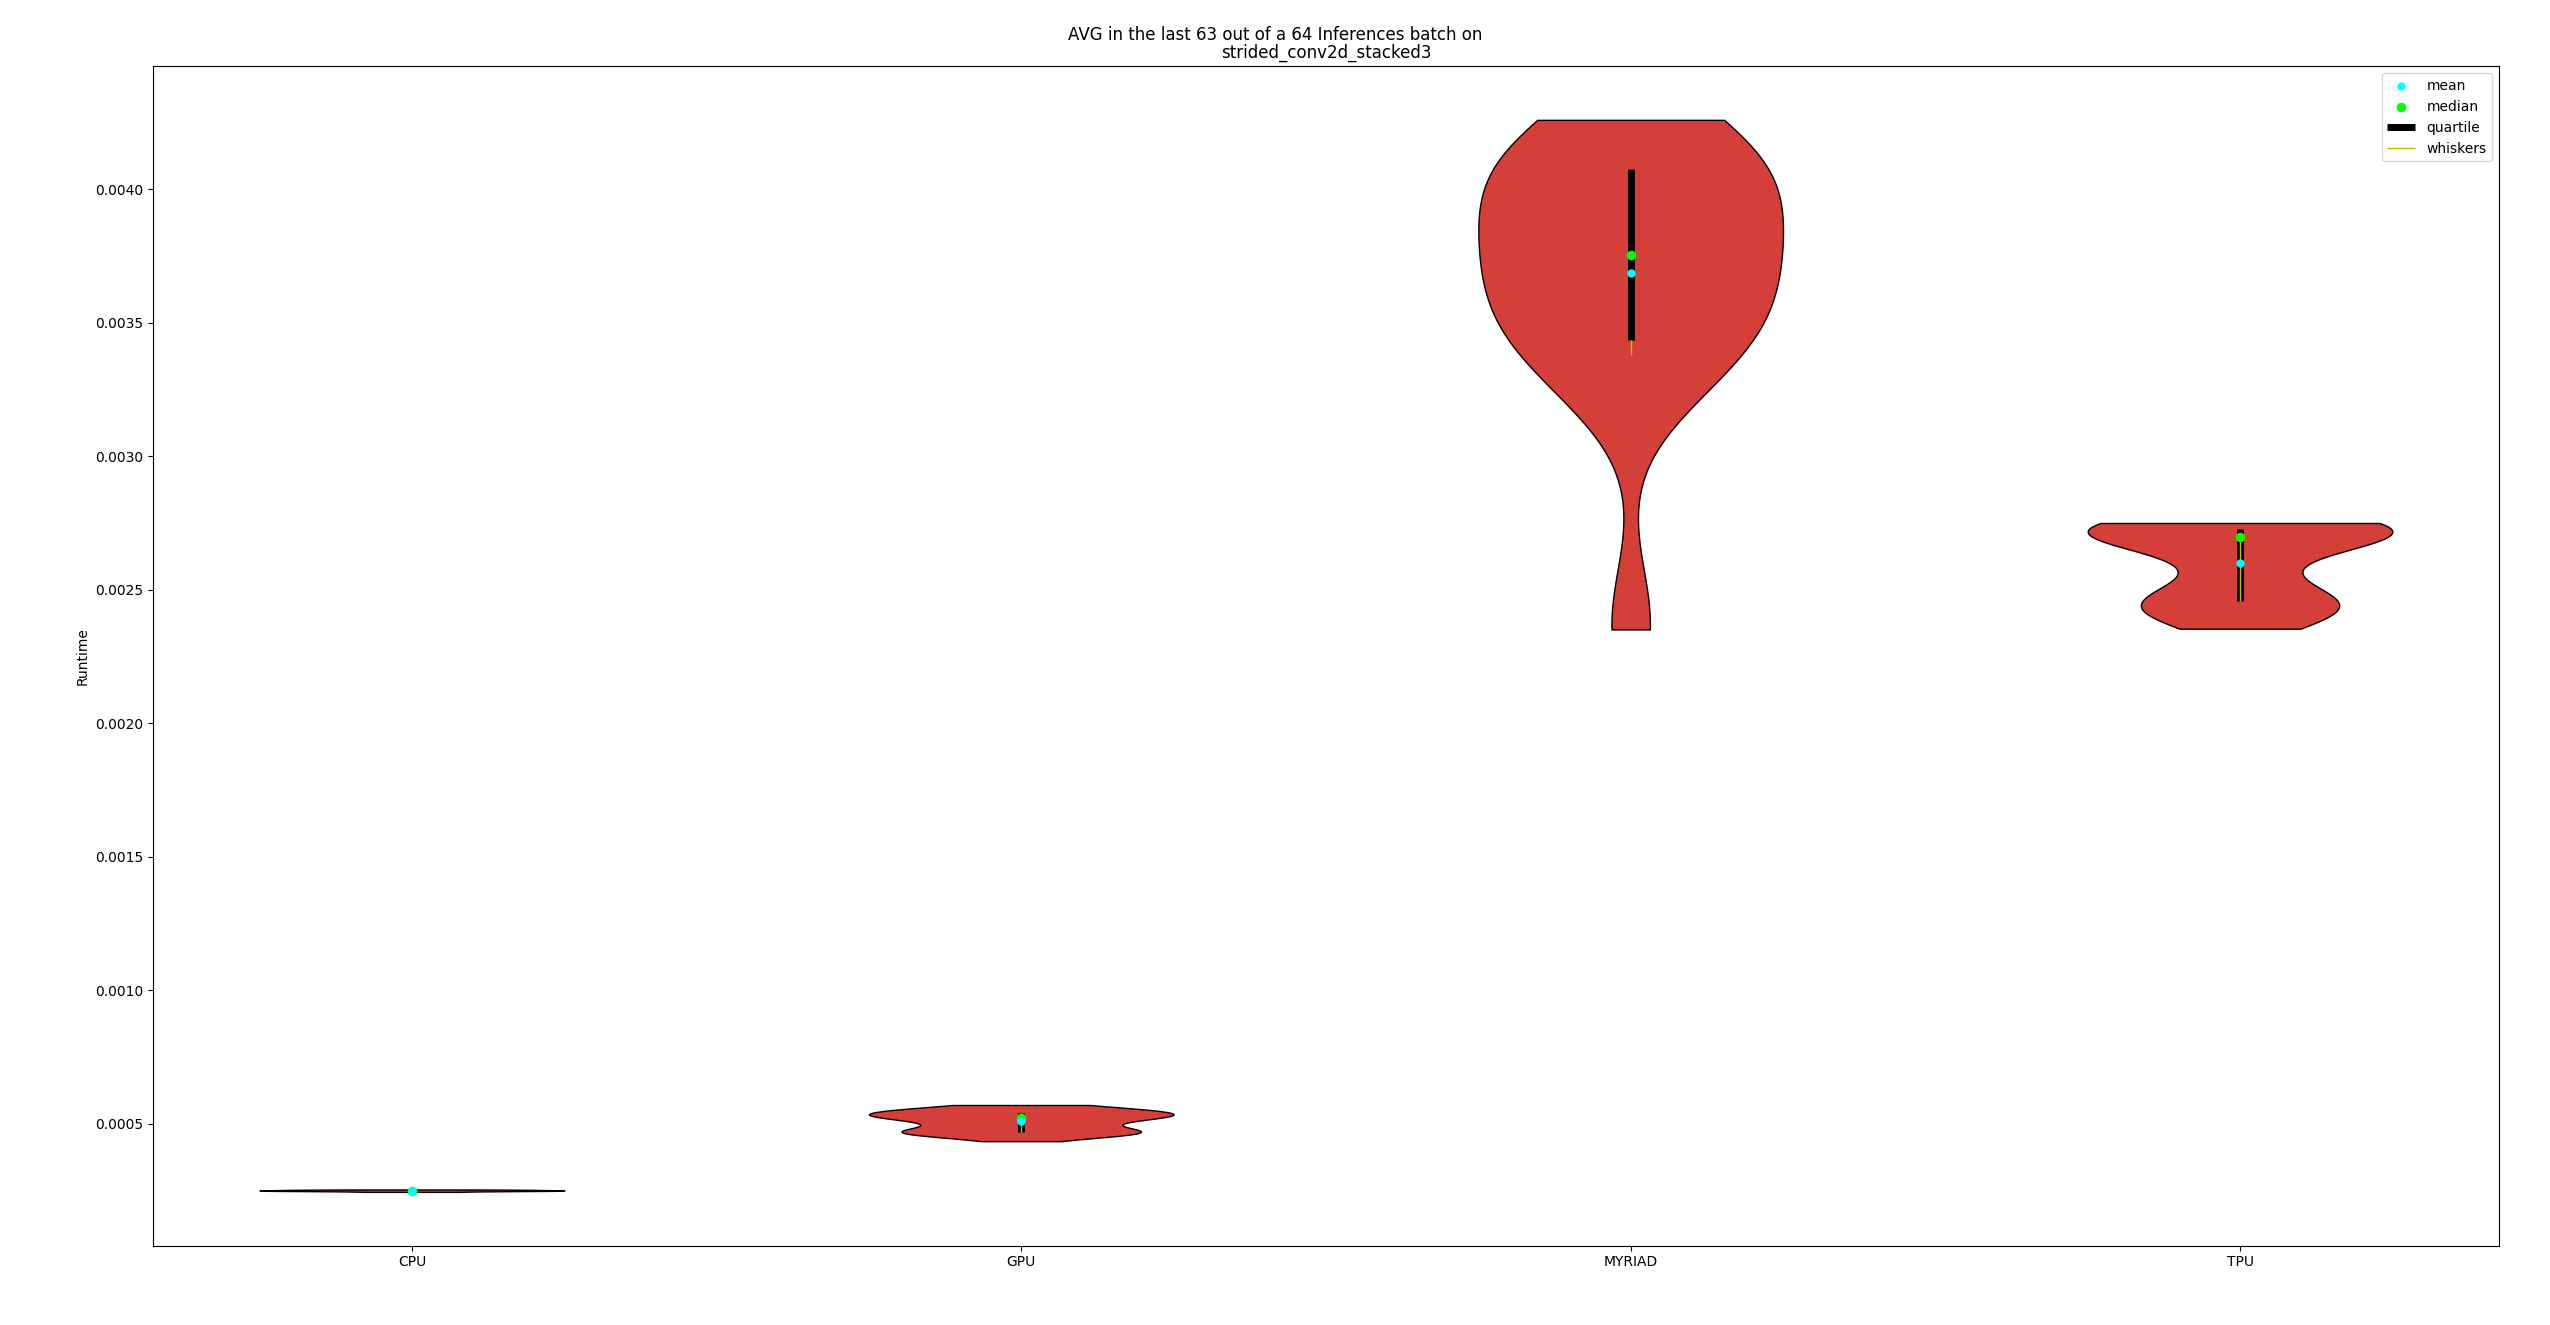 AVG in the last 63 out of a 64 Inferences batch on
strided_conv2d_stacked3
mean
median
quartile
whiskers
0.0040
0.0035
0.0030
0.0025
0.0020
0.0015
0.0010
0.0005
Runtime
CPU
GPU
MYRIAD
TPU